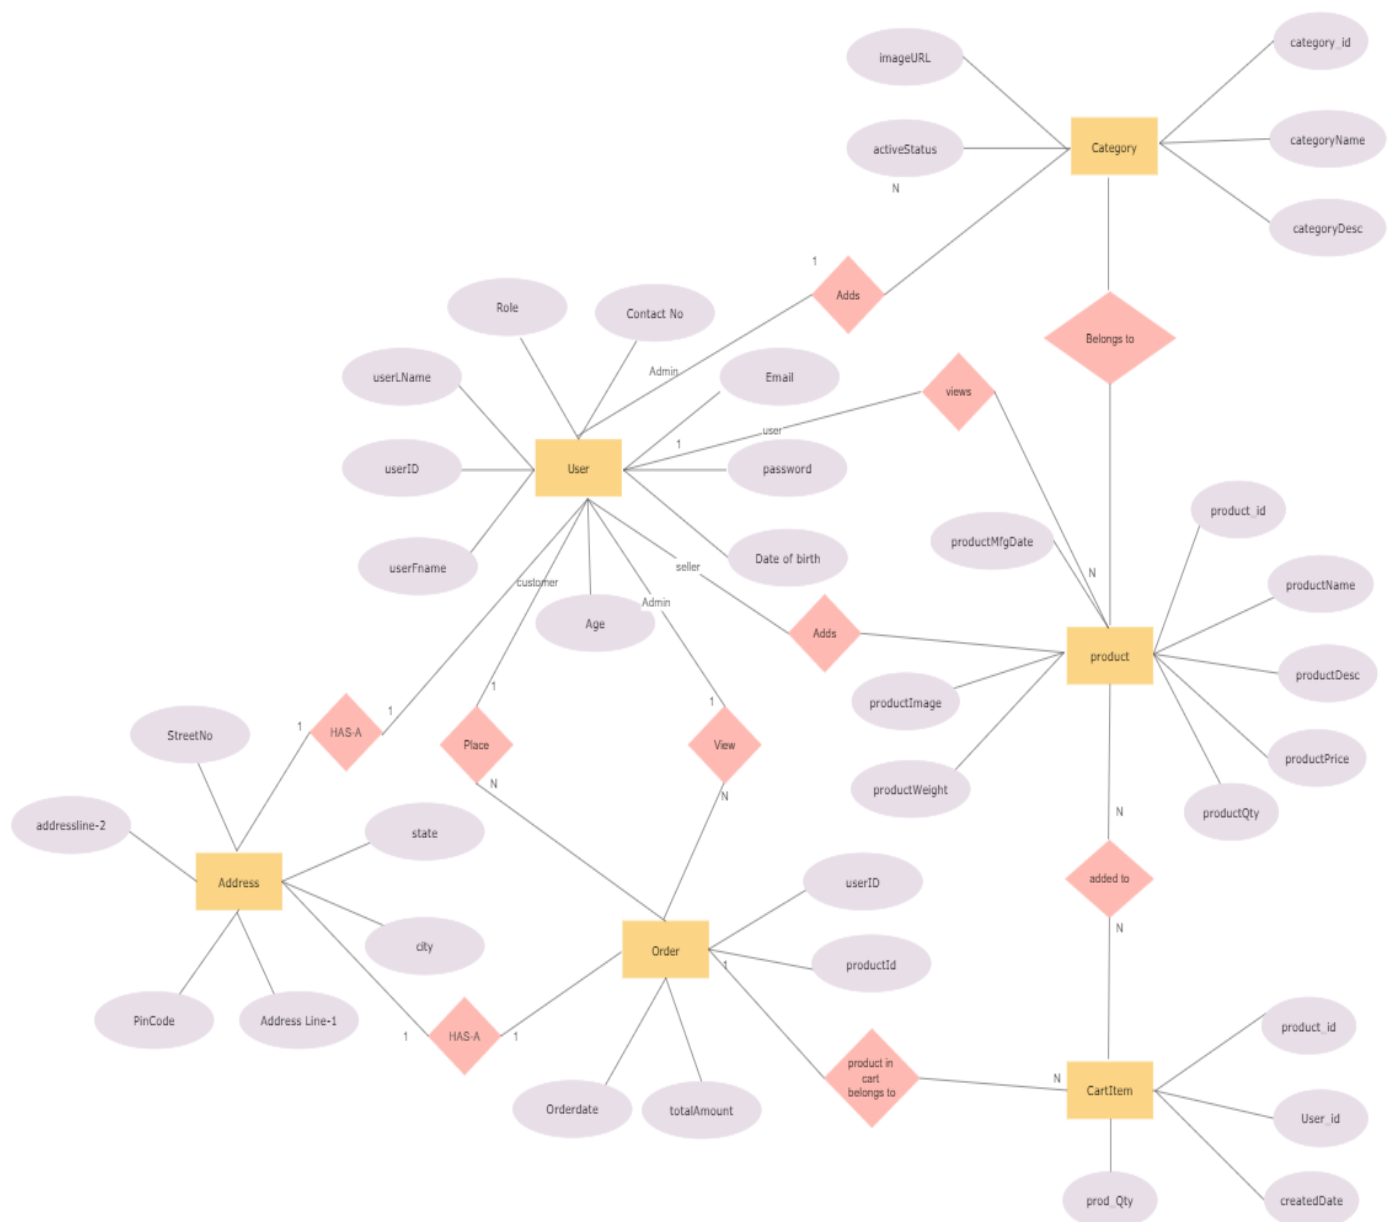 category_id
imageURL
categoryName
activeStatus
Category
N
categoryDesc
1
Adds
Role
Contact No
Belongs to
Admin
userLName
Email
views
user
1
userID
User
password
product_id
productMfgDate
Date of birth
seller
userFname
customer
N
productName
Admin
Age
Adds
product
productDesc
1
1
productImage
1
1
StreetNo
HAS-A
Place
View
productPrice
N
N
productWeight
productQty
N
addressline-2
state
added to
Address
userID
N
city
Order
productId
1
PinCode
Address Line-1
product_id
1
HAS-A
1
product in
cart
belongs to
N
CartItem
Orderdate
totalAmount
User_id
prod_Qty
createdDate